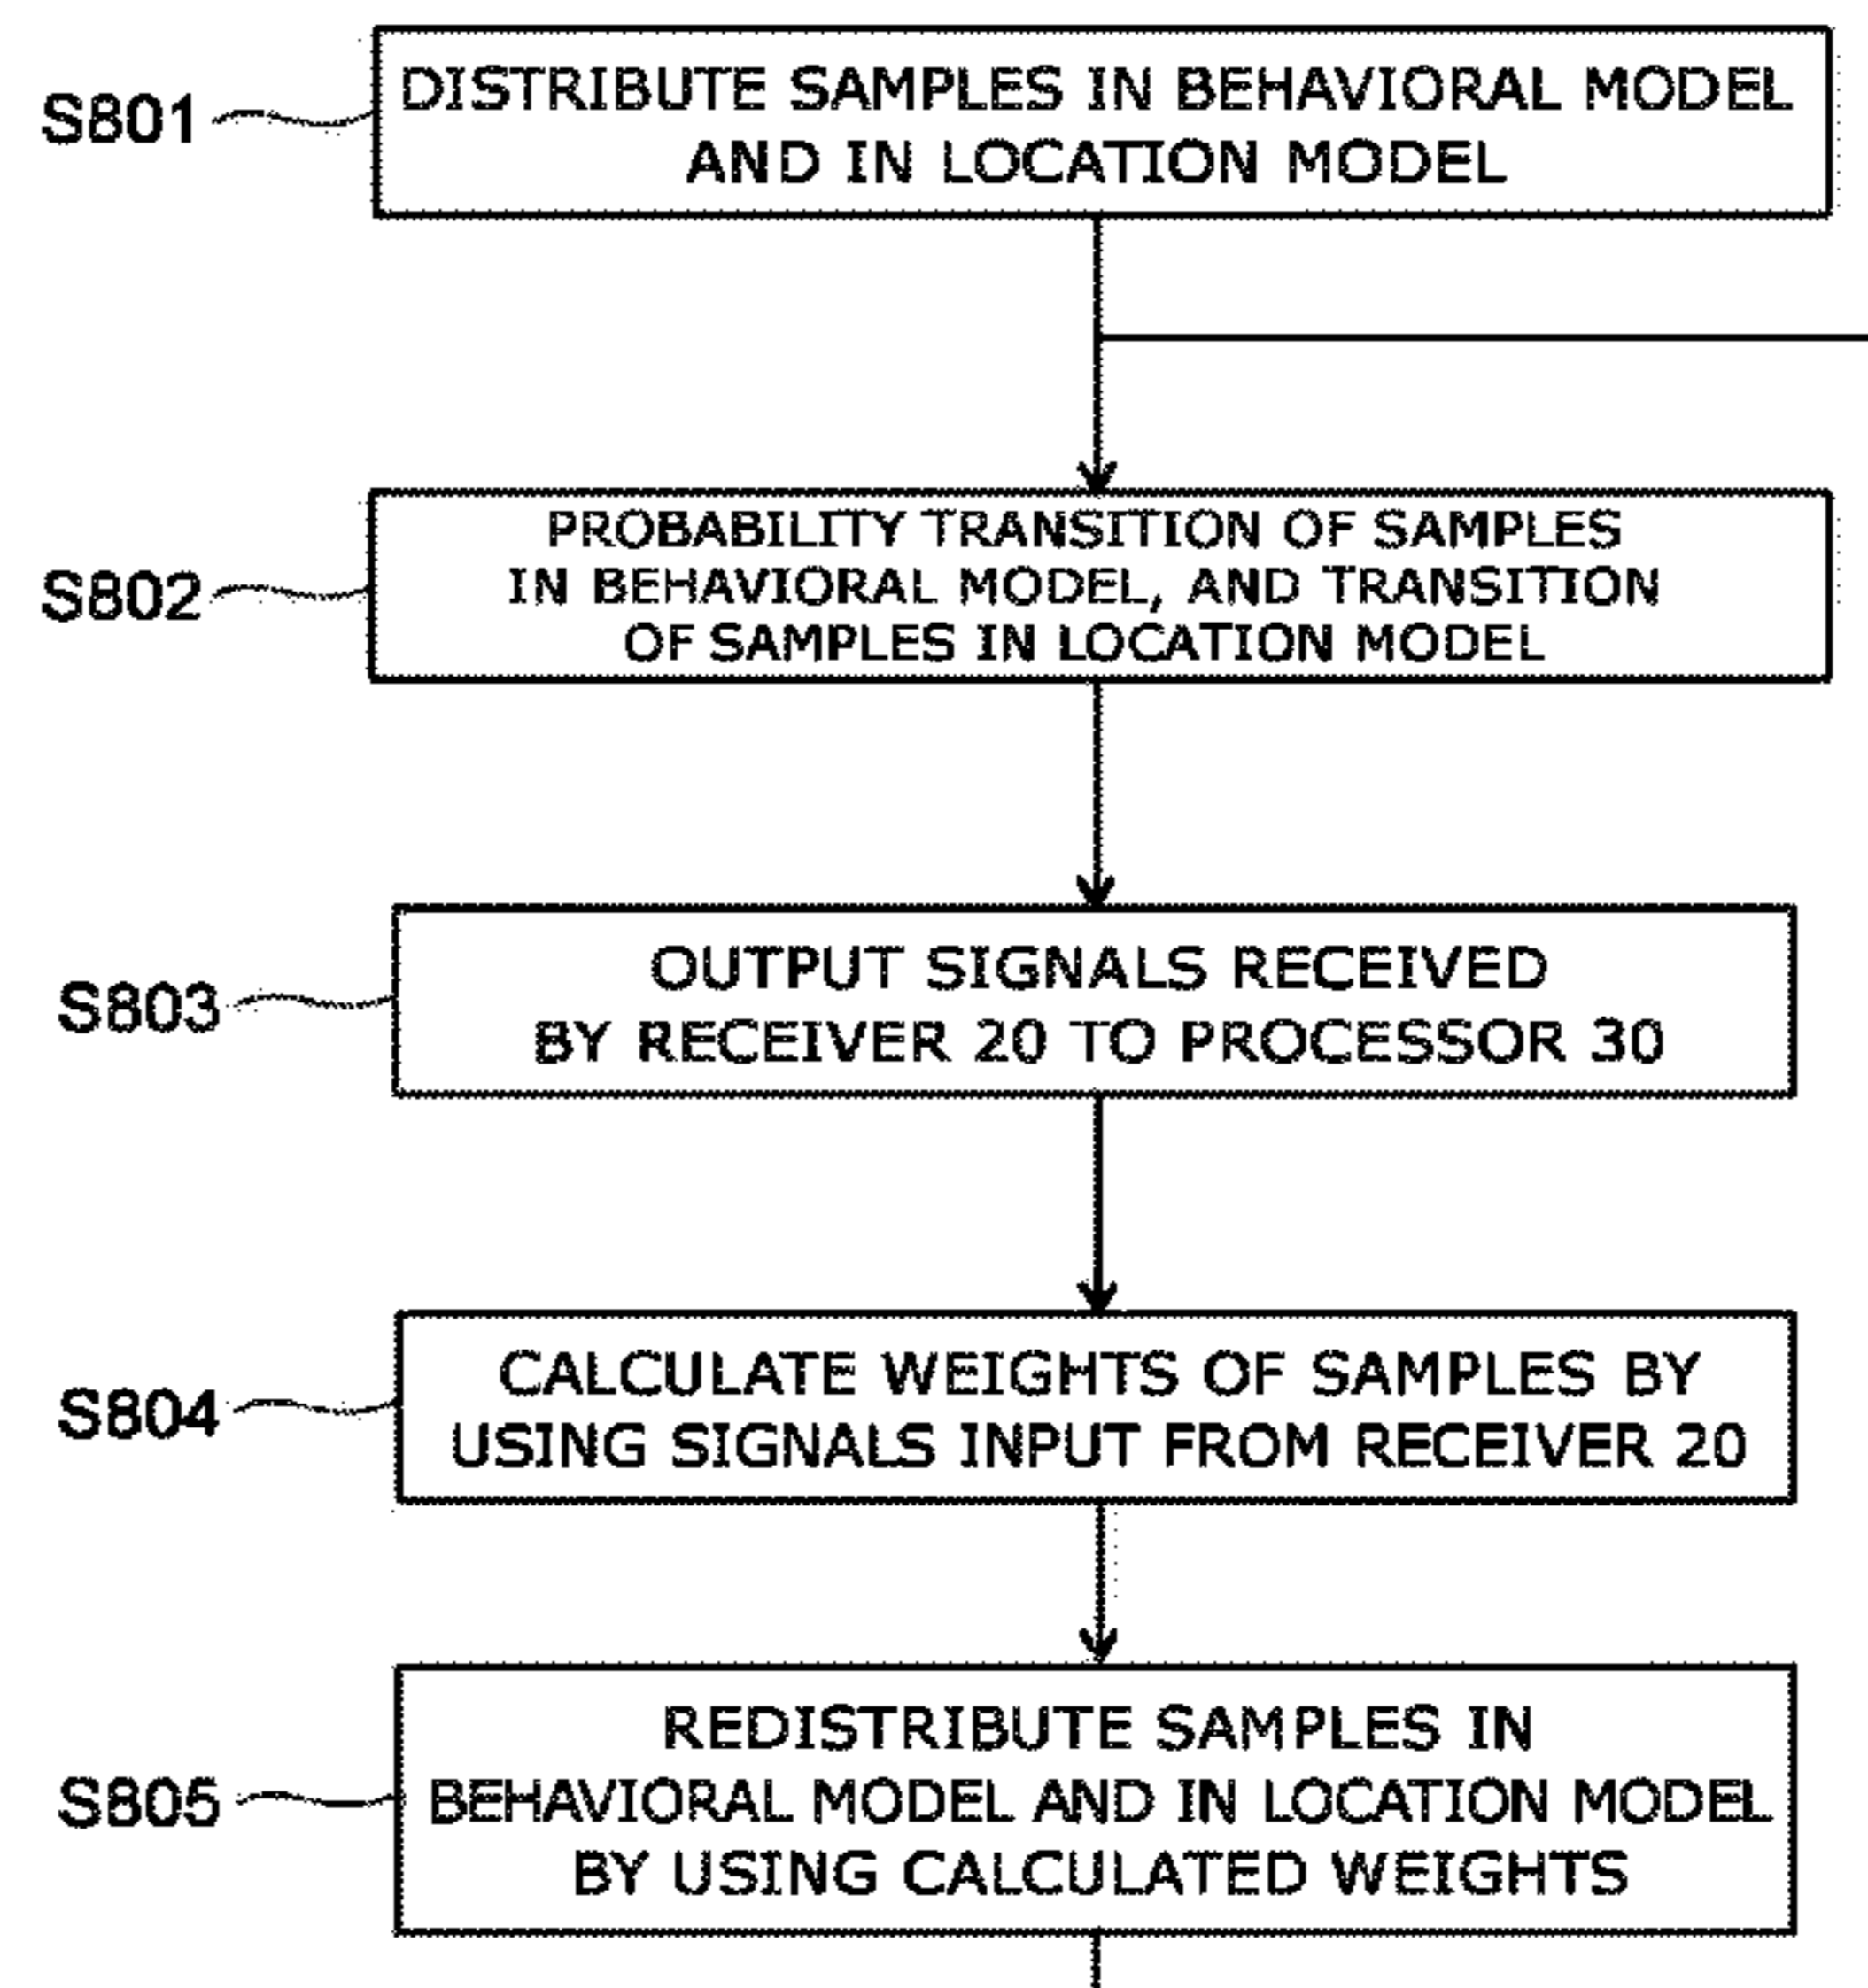 S801
DISTRIBUTE SAMPLES IN BEHAVIORAL MODEL
AND IN LOCATION MODEL
S802
PROBABILITY TRANSITION OF SAMPLES
IN BEHAVIORAL MODEL, AND TRANSITION
OF SAMPLES IN LOCATION MODEL
S803
OUTPUT SIGNALS RECEIVED
BY RECEIVER 20 TO PROCESSOR 30
S804
CALCULATE WEIGHTS OF SAMPLES BY
USING SIGNALS INPUT FROM RECEIVER 20
S805
REDISTRIBUTE SAMPLES IN
BEHAVIORAL MODEL AND IN LOCATION MODEL
BY USING CALCULATED WEIGHTS